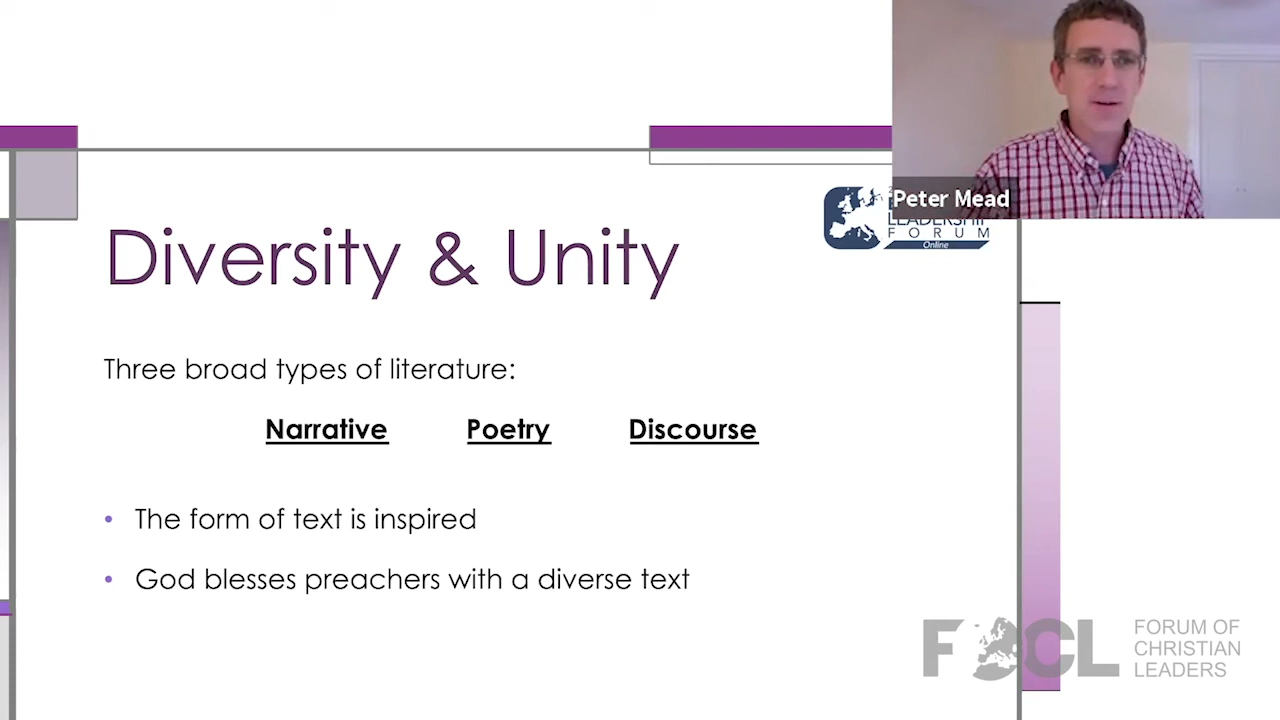 Peter Mead
LEADERSHIP
FORUM
Online
Diversity & Unity
Three broad types of literature:
Narrative Poetry Discourse
• The form of text is inspired
• God blesses preachers with a diverse text
FOCL
FORUM OF
CHRISTIAN
LEADERS